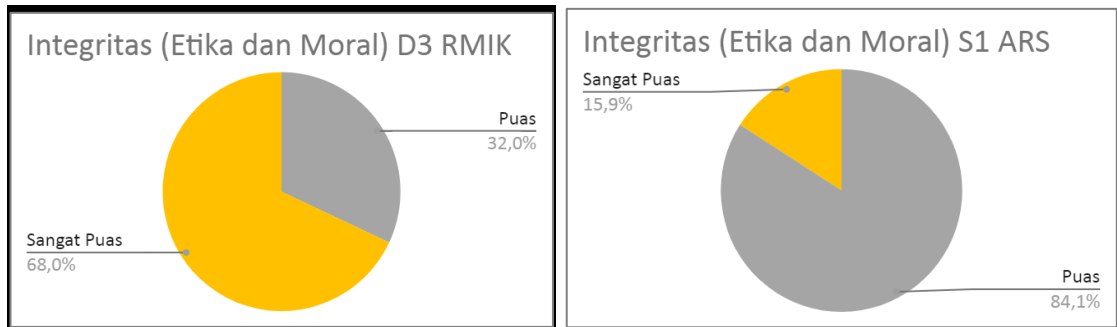 Integritas (Etika dan Moral) D3 RMIK
Puas
32,0%
Sangat Puas
68,0%
Integritas (Etika dan Moral) S1 ARS
Sangat Puas
15,9%
Puas
84,1%